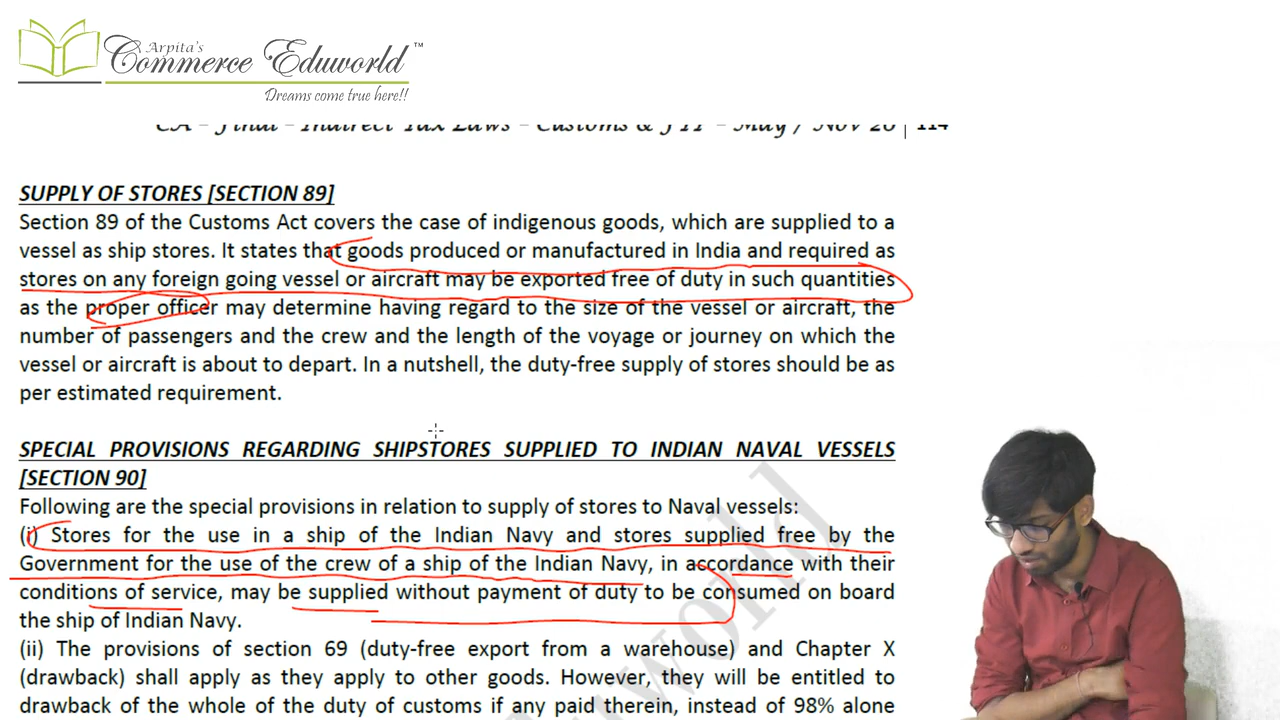 Arpita's
Commerce Eduworld™
Dreams come true here!!
CA – Final – Indirect Tax Laws – Customs & FTP – May / Nov 20 | 114
SUPPLY OF STORES [SECTION 89]
Section 89 of the Customs Act covers the case of indigenous goods, which are supplied to a
vessel as ship stores. It states that goods produced or manufactured in India and required as
stores on any foreign going vessel or aircraft may be exported free of duty in such quantities
as the proper officer may determine having regard to the size of the vessel or aircraft, the
number of passengers and the crew and the length of the voyage or journey on which the
vessel or aircraft is about to depart. In a nutshell, the duty-free supply of stores should be as
per estimated requirement.
SPECIAL PROVISIONS REGARDING SHIPSTORES SUPPLIED TO INDIAN NAVAL VESSELS
[SECTION 90]
Following are the special provisions in relation to supply of stores to Naval vessels:
(i) Stores for the use in a ship of the Indian Navy and stores supplied free by the
Government for the use of the crew of a ship of the Indian Navy, in accordance with their
conditions of service, may be supplied without payment of duty to be consumed on board
the ship of Indian Navy.
(ii) The provisions of section 69 (duty-free export from a warehouse) and Chapter X
(drawback) shall apply as they apply to other goods. However, they will be entitled to
drawback of the whole of the duty of customs if any paid therein, instead of 98% alone